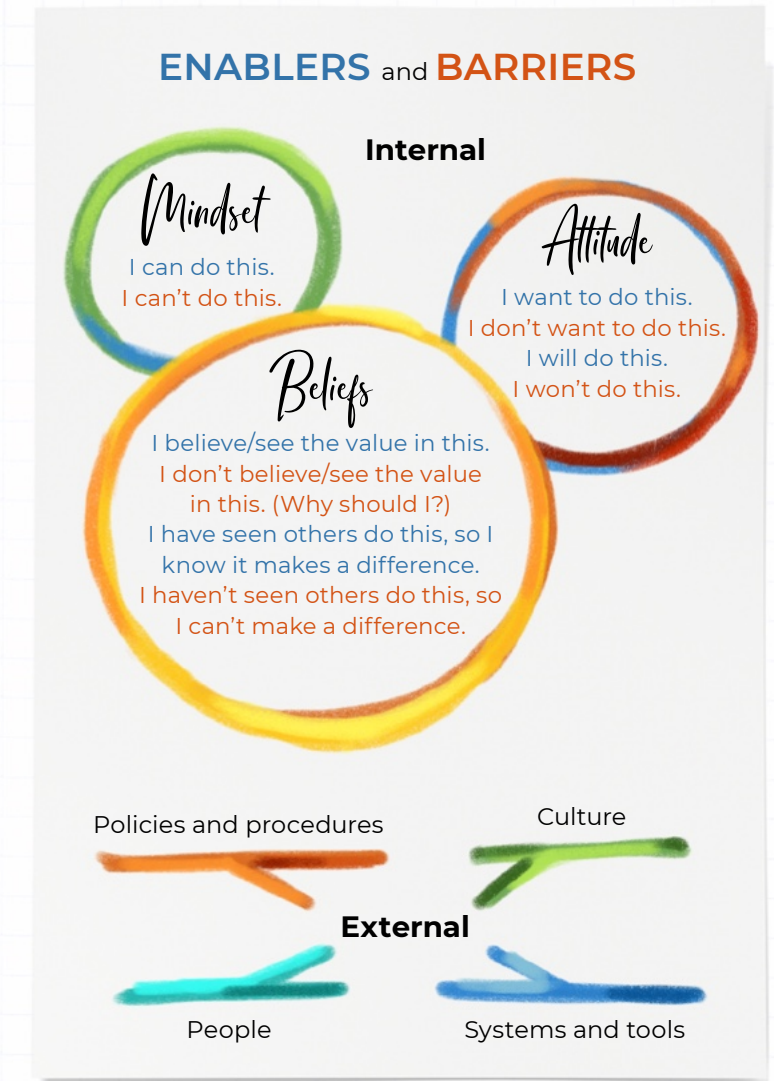 ENABLERS and BARRIERS
Internal
Mindset
I can do this.
I can’t do this.
Attitude
I want to do this.
I don’t want to do this.
I will do this.
I won’t do this.
Beliefs
I believe/see the value in this.
I don’t believe/see the value
in this. (Why should I?)
I have seen others do this, so I
know it makes a difference.
I haven’t seen others do this, so
I can’t make a difference.
Policies and procedures
Culture
External
People
Systems and tools